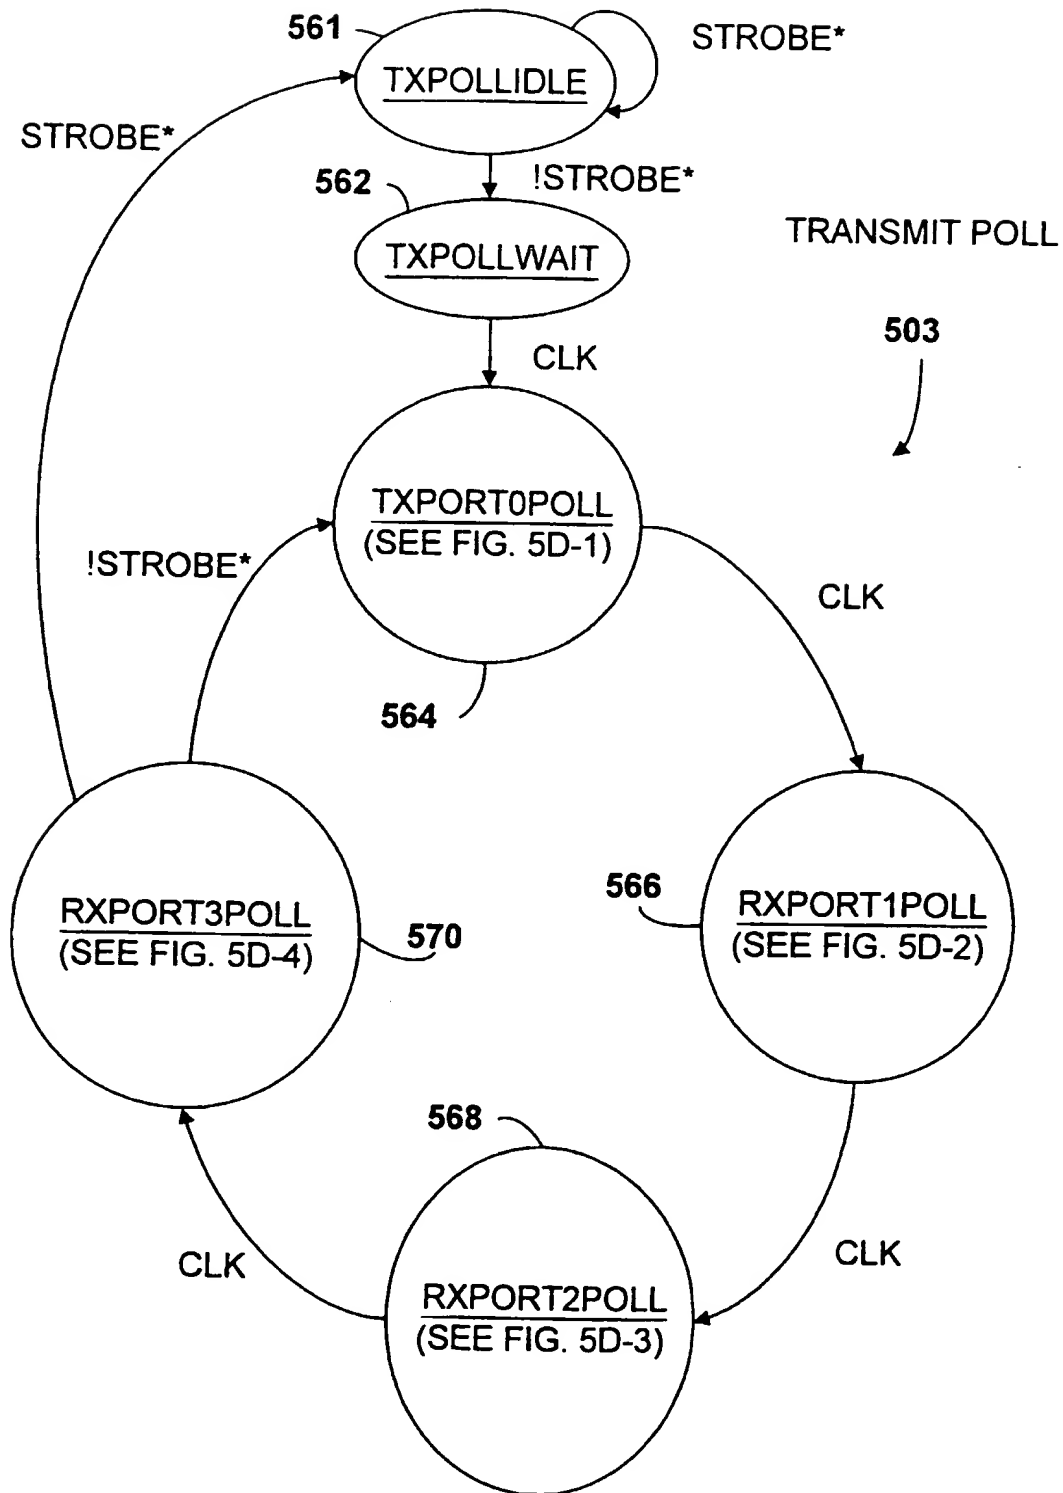 561
STROBE*
TXPOLLIDLE
STROBE*
!STROBE*
562
TRANSMIT POLL
TXPOLLWAIT
503
CLK
TXPORT0POLL
(SEE FIG. 5D-1)
!STROBE*
CLK
564
566
RXPORT3POLL
(SEE FIG. 5D-4)
570
RXPORT1POLL
(SEE FIG. 5D-2)
568
CLK
CLK
RXPORT2POLL
(SEE FIG. 5D-3)